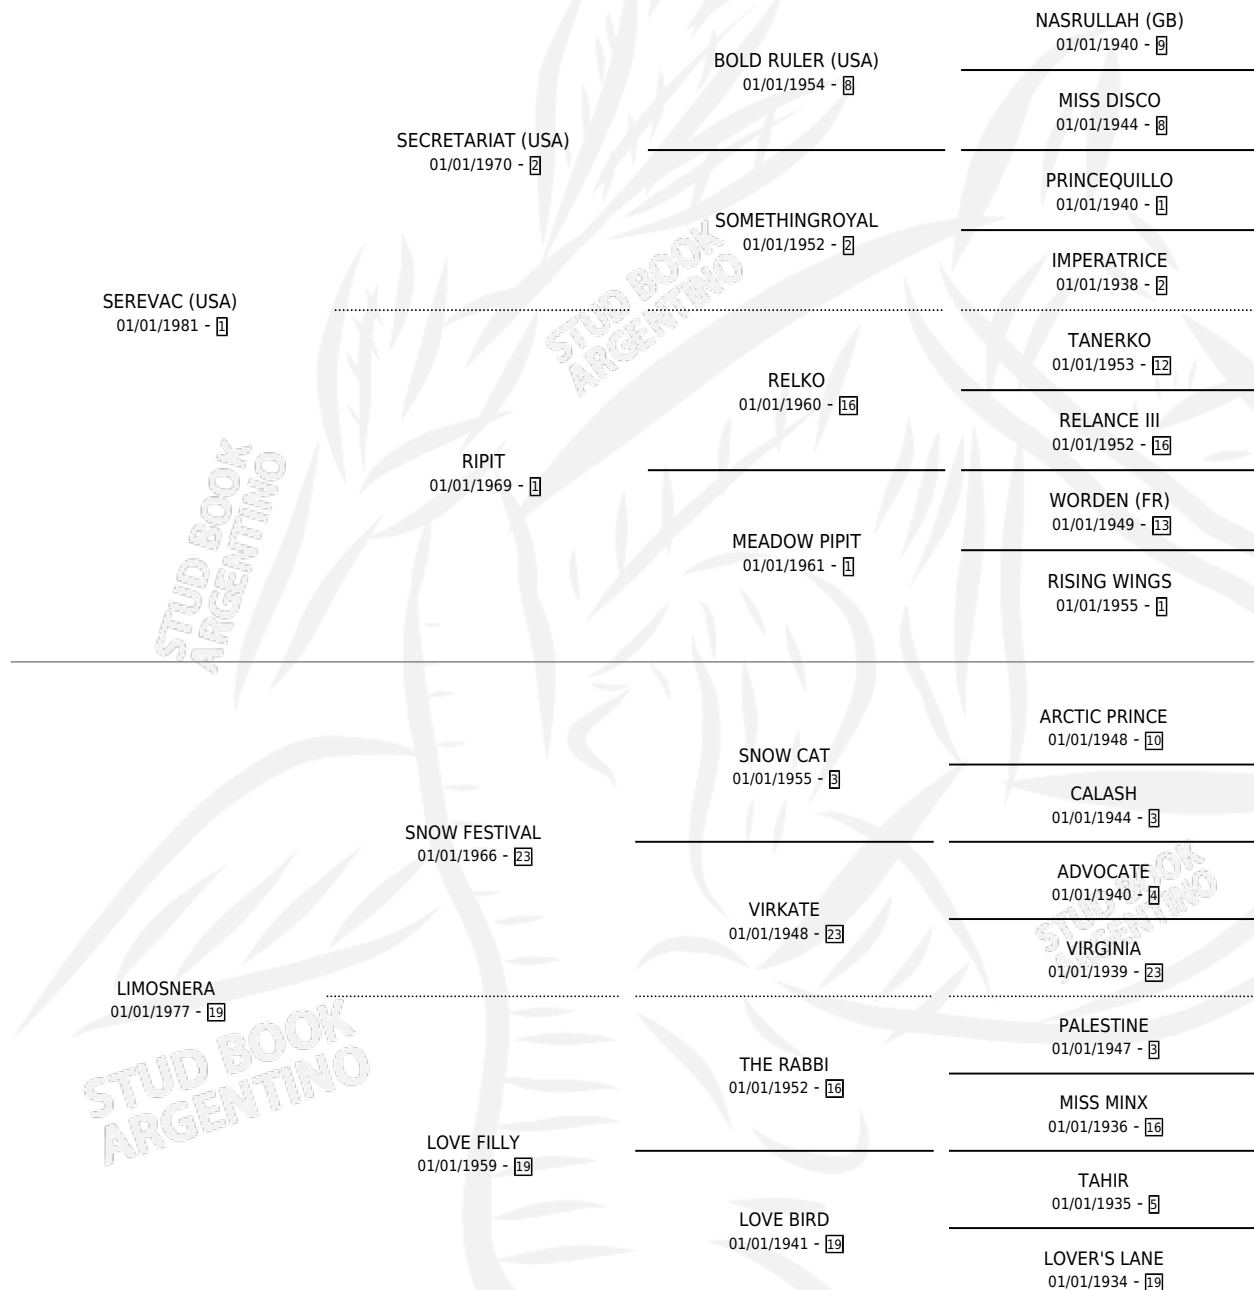 NASRULLAH (GB)
01/01/1940 - 9
BOLD RULER (USA)
01/01/1954 - 8
MISS DISCO
01/01/1944 - 8
SECRETARIAT (USA)
01/01/1970 - 2
PRINCEQUILLO
01/01/1940 - 1
SOMETHINGROYAL
01/01/1952 - 2
IMPERATRICE
01/01/1938 - 2
SEREVAC (USA)
01/01/1981 - 1
TANERKO
01/01/1953 - 12
RELKO
01/01/1960 - 16
RELANCE III
01/01/1952 - 16
RIPIT
01/01/1969 - 1
WORDEN (FR)
01/01/1949 - 13
MEADOW PIPIT
01/01/1961 - 1
RISING WINGS
01/01/1955 - 1
ARCTIC PRINCE
01/01/1948 - 10
SNOW CAT
01/01/1955 - 3
CALASH
01/01/1944 - 3
SNOW FESTIVAL
01/01/1966 - 23
ADVOCATE
01/01/1940 - 4
VIRKATE
01/01/1948 - 23
VIRGINIA
01/01/1939 - 23
LIMOSNERA
01/01/1977 - 19
PALESTINE
01/01/1947 - 3
THE RABBI
01/01/1952 - 16
MISS MINX
01/01/1936 - 16
LOVE FILLY
01/01/1959 - 19
TAHIR
01/01/1935 - 5
LOVE BIRD
01/01/1941 - 19
LOVER'S LANE
01/01/1934 - 19
STUD BOOK
ARGENTINO
STUD BOOK
ARGENTINO
STUD BOOK
ARGENTINO
STUD BOOK
ARGENTINO